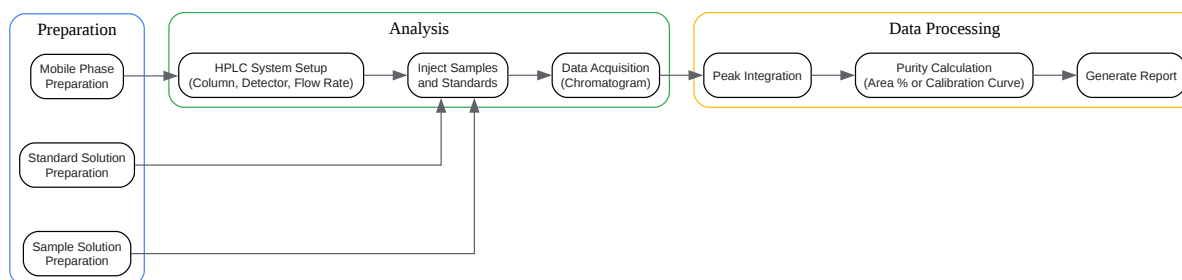 Preparation
Mobile Phase
Preparation
Standard Solution
Preparation
Sample Solution
Preparation
Analysis
HPLC System Setup
(Column, Detector, Flow Rate)
Inject Samples
and Standards
Data Acquisition
(Chromatogram)
Data Processing
Peak Integration
Purity Calculation
(Area % or Calibration Curve)
Generate Report